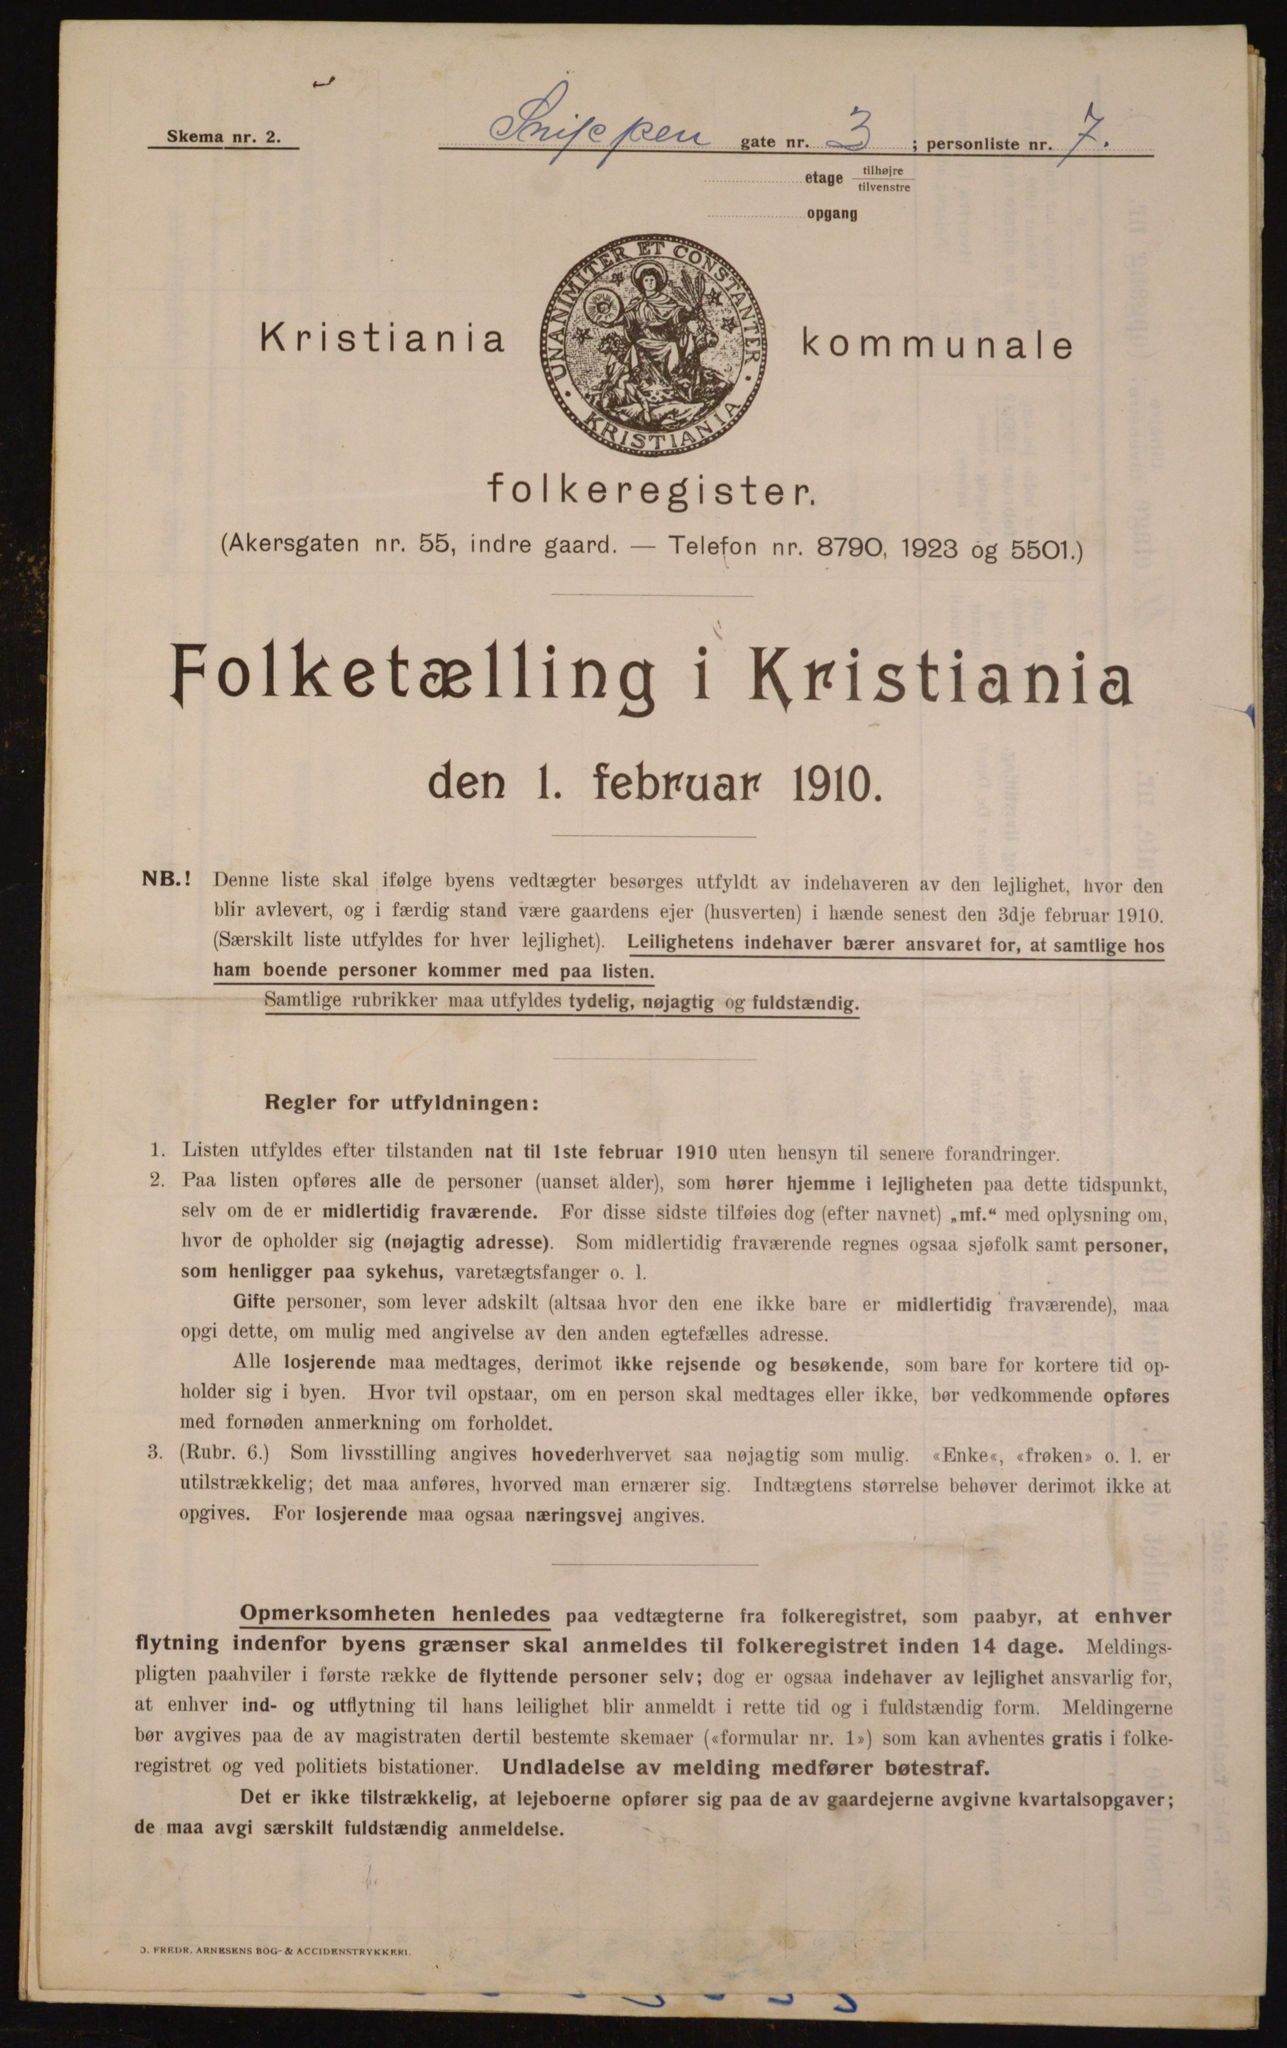 Skema nr. 2.
Snippen gate nr. 3 ; personliste nr. 7.
etage tilhøjre
tilvenstre
opgang
UNANIMITER ET CONSTANTER
KRISTIANIA
Kristiania kommunale
folkeregister.
(Akersgaten nr. 55, indre gaard. — Telefon nr. 8790, 1923 og 5501.)
Folketælling i Kristiania
den 1. februar 1910.
NB.! Denne liste skal ifølge byens vedtægter besørges utfyldt av indehaveren av den lejlighet, hvor den
blir avlevert, og i færdig stand være gaardens ejer (husverten) i hænde senest den 3dje februar 1910.
(Særskilt liste utfyldes for hver lejlighet). Leilighetens indehaver bærer ansvaret for, at samtlige hos
ham boende personer kommer med paa listen.
Samtlige rubrikker maa utfyldes tydelig, nøjagtig og fuldstændig.
Regler for utfyldningen:
1. Listen utfyldes efter tilstanden nat til 1ste februar 1910 uten hensyn til senere forandringer.
2. Paa listen opføres alle de personer (uanset alder), som hører hjemme i lejligheten paa dette tidspunkt,
selv om de er midlertidig fraværende. For disse sidste tilføies dog (efter navnet) „mf.“ med oplysning om,
hvor de opholder sig (nøjagtig adresse). Som midlertidig fraværende regnes ogsaa sjøfolk samt personer,
som henligger paa sykehus, varetægtsfanger o. l.
Gifte personer, som lever adskilt (altsaa hvor den ene ikke bare er midlertidig fraværende), maa
opgi dette, om mulig med angivelse av den anden egtefælles adresse.
Alle losjerende maa medtages, derimot ikke rejsende og besøkende, som bare for kortere tid op-
holder sig i byen. Hvor tvil opstaar, om en person skal medtages eller ikke, bør vedkommende opføres
med fornøden anmerkning om forholdet.
3. (Rubr. 6.) Som livsstilling angives hovederhvervet saa nøjagtig som mulig. «Enke«, «frøken» o. l. er
utilstrækkelig; det maa anføres, hvorved man ernærer sig. Indtægtens størrelse behøver derimot ikke at
opgives. For losjerende maa ogsaa næringsvej angives.
Opmerksomheten henledes paa vedtægterne fra folkeregistret, som paabyr, at enhver
flytning indenfor byens grænser skal anmeldes til folkeregistret inden 14 dage. Meldings-
pligten paahviler i første række de flyttende personer selv; dog er ogsaa indehaver av lejlighet ansvarlig for,
at enhver ind- og utflytning til hans leilighet blir anmeldt i rette tid og i fuldstændig form. Meldingerne
bør avgives paa de av magistraten dertil bestemte skemaer («formular nr. 1») som kan avhentes gratis i folke-
registret og ved politiets bistationer. Undladelse av melding medfører bøtestraf.
Det er ikke tilstrækkelig, at lejeboerne opfører sig paa de av gaardejerne avgivne kvartalsopgaver;
de maa avgi særskilt fuldstændig anmeldelse.
O. FREDR. ARNESENS BOG- & ACCIDENSTRYKKERI.